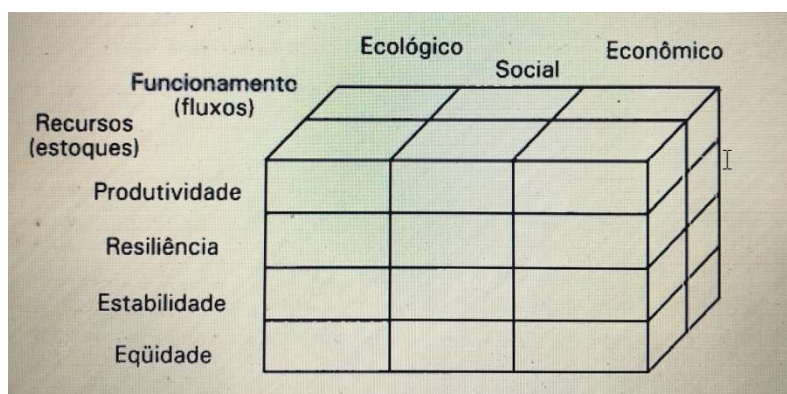 Ecológico
Social
Econômico
Funcionamento
(fluxos)
Recursos
(estoques)
Produtividade
Resiliência
Estabilidade
Eqüidade